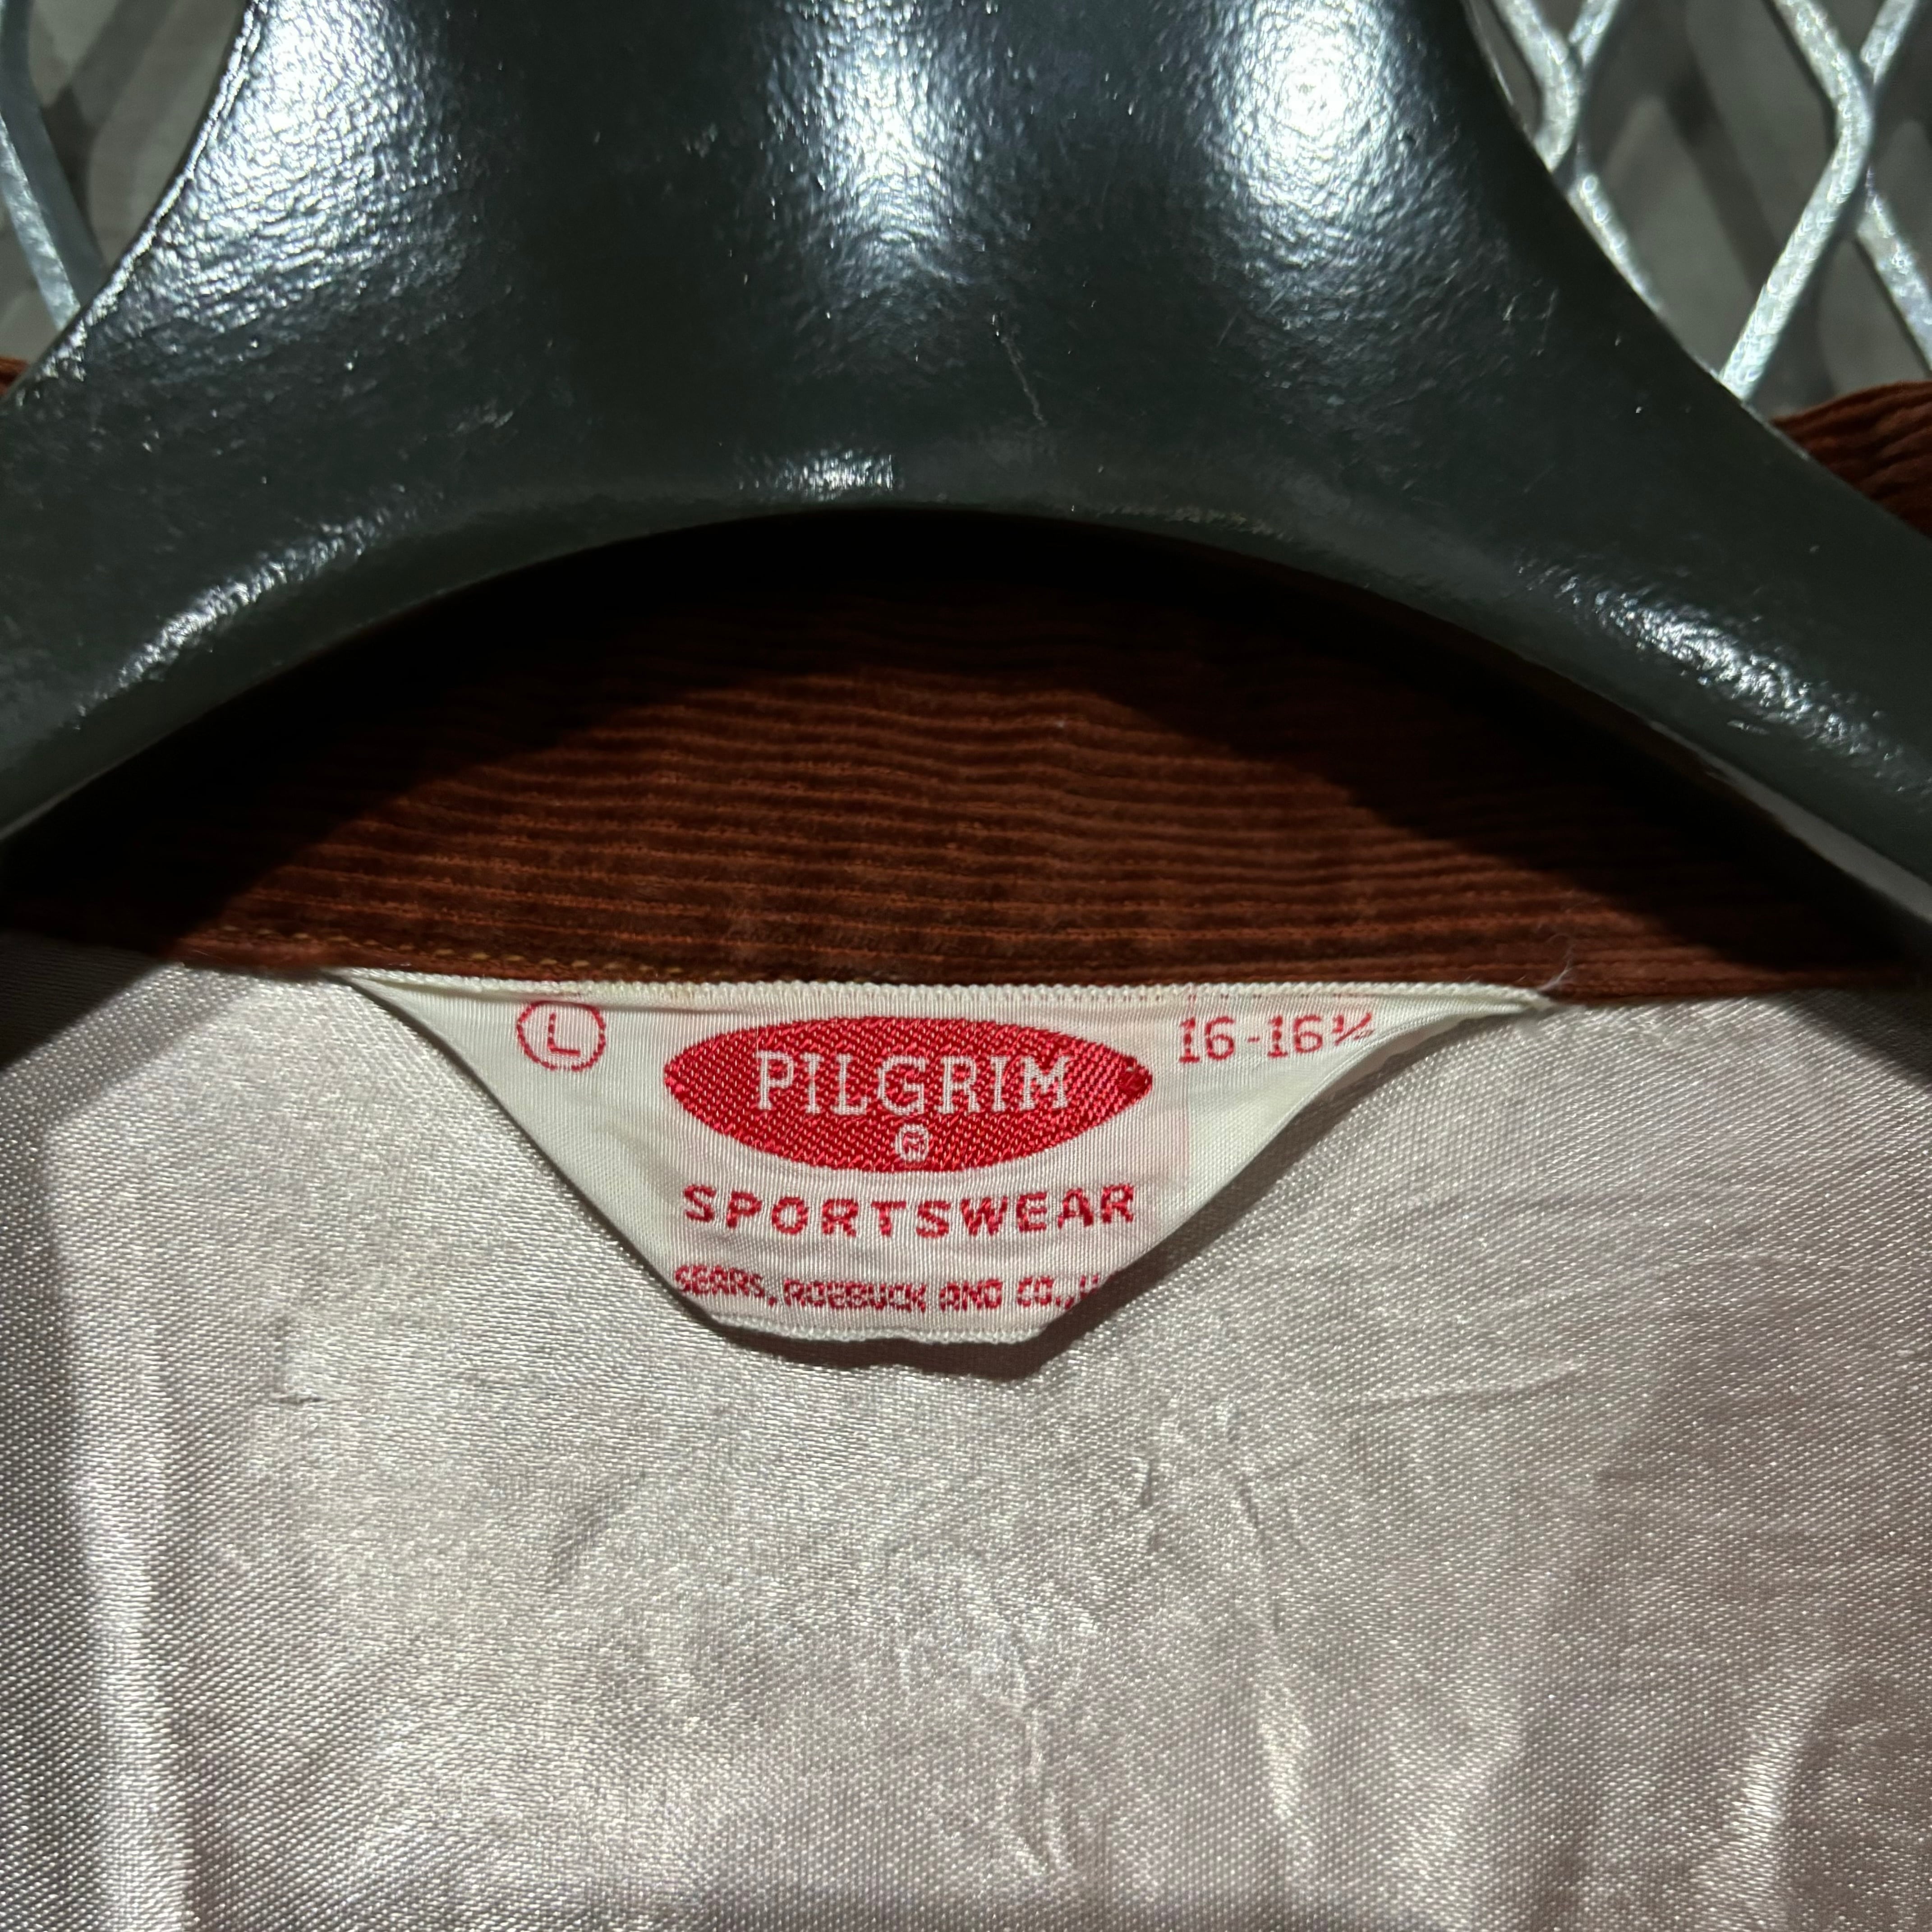 L
PILGRIM
®
16-16½
SPORTSWEAR
SEARS, ROEBUCK AND CO.,